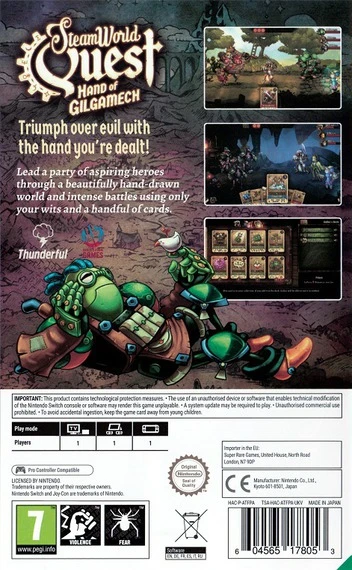 SteamWorld
Quest
HAND OF
GILGAMECH
Triumph over evil with
the hand you're dealt!
Lead a party of aspiring heroes
through a beautifully hand-drawn
world and intense battles using only
your wits and a handful of cards.
Thunderful
GAMES
IMPORTANT: This product contains technological protection measures. • The use of an unauthorised device or software that enables technical modification
of the Nintendo Switch console or software may render this game unplayable. • A system update may be required to play. • Unauthorised commercial use
prohibited. • To avoid accidental ingestion, keep the game card away from young children.
Play mode
Players 1 1 1
Pro Controller Compatible
LICENSED BY NINTENDO.
Trademarks are property of their respective owners.
Nintendo Switch and Joy-Con are trademarks of Nintendo.
Original
Nintendo
Seal of
Quality
Importer in the EU:
Super Rare Games, United House, North Road
London, N7 9DP
CE
Manufacturer: Nintendo Co., Ltd.,
Kyoto 601-8501, Japan
HAC-P-ATFPA TSA-HAC-ATFPA-UKV MADE IN JAPAN
7
www.pegi.info
VIOLENCE
FEAR
Software
EN, DE, FR, ES, IT, RU
6 04565 17805 3